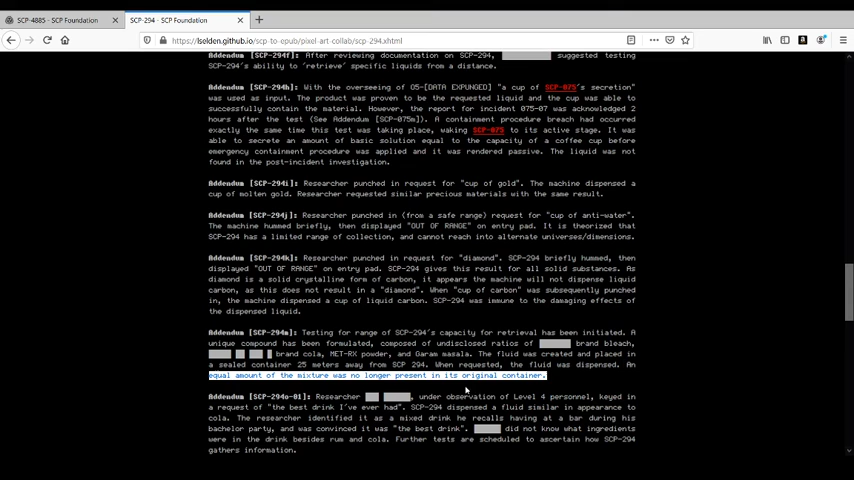 SCP-4885 - SCP Foundation
SCP-294 - SCP Foundation
https://lselden.github.io/scp-to-epub/pixel-art-collab/scp-294.xhtml
Addendum [SCP-294f]: After reviewing documentation on SCP-294, suggested testing
SCP-294's ability to 'retrieve' specific liquids from a distance.
Addendum [SCP-294h]: With the overseeing of O5-[DATA EXPUNGED] "a cup of SCP-075's secretion"
was used as input. The product was proven to be the requested liquid and the cup was able to
successfully contain the material. However, the report for incident 075-07 was acknowledged 2
hours after the test (See Addendum [SCP-075m]). A containment procedure breach had occurred
exactly the same time this test was taking place, waking SCP-075 to its active stage. It was
able to secrete an amount of basic solution equal to the capacity of a coffee cup before
emergency containment procedure was applied and it was rendered passive. The liquid was not
found in the post-incident investigation.
Addendum [SCP-294i]: Researcher punched in request for "cup of gold". The machine dispensed a
cup of molten gold. Researcher requested similar precious materials with the same result.
Addendum [SCP-294j]: Researcher punched in (from a safe range) request for "cup of anti-water".
The machine hummed briefly, then displayed "OUT OF RANGE" on entry pad. It is theorized that
SCP-294 has a limited range of collection, and cannot reach into alternate universes/dimensions.
Addendum [SCP-294k]: Researcher punched in request for "diamond". SCP-294 briefly hummed, then
displayed "OUT OF RANGE" on entry pad. SCP-294 gives this result for all solid substances. As
diamond is a solid crystalline form of carbon, it appears the machine will not dispense liquid
carbon, as this does not result in a "diamond". When "cup of carbon" was subsequently punched
in, the machine dispensed a cup of liquid carbon. SCP-294 was immune to the damaging effects of
the dispensed liquid.
Addendum [SCP-294m]: Testing for range of SCP-294's capacity for retrieval has been initiated. A
unique compound has been formulated, composed of undisclosed ratios of brand bleach,
brand cola, MET-RX powder, and Garam masala. The fluid was created and placed in
a sealed container 25 meters away from SCP 294. When requested, the fluid was dispensed. An
equal amount of the mixture was no longer present in its original container.
Addendum [SCP-294o-01]: Researcher , under observation of Level 4 personnel, keyed in
a request of "the best drink I've ever had". SCP-294 dispensed a fluid similar in appearance to
cola. The researcher identified it as a mixed drink he recalls having at a bar during his
bachelor party, and was convinced it was "the best drink". did not know what ingredients
were in the drink besides rum and cola. Further tests are scheduled to ascertain how SCP-294
gathers information.